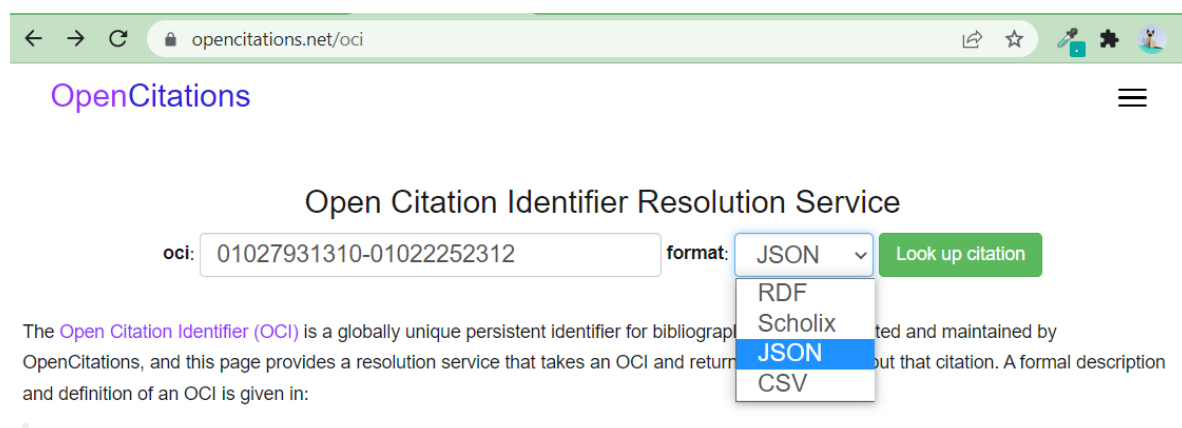 opencitations.net/oci
OpenCitations
Open Citation Identifier Resolution Service
oci: 01027931310-01022252312 format: JSON Look up citation
RDF
Scholix
JSON
CSV
The Open Citation Identifier (OCI) is a globally unique persistent identifier for ted and maintained by
OpenCitations, and this page provides a resolution service that takes an OCI and return ut that citation. A formal description
and definition of an OCI is given in: